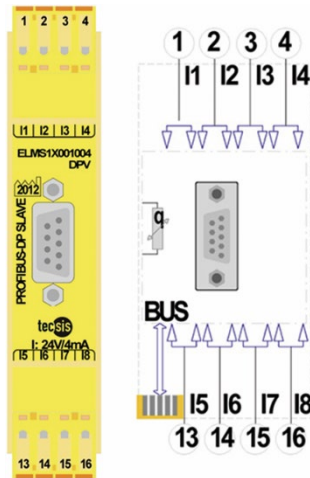 1 2 3 4
I1 I2 I3 I4
ELMS1X001004
DPV
2012
PROFIBUS-DP SLAVE
tecsis
I: 24V/4mA
I5 I6 I7 I8
13 14 15 16
1 2 3 4
I1 I2 I3 I4
q
BUS
I5 I6 I7 I8
13 14 15 16